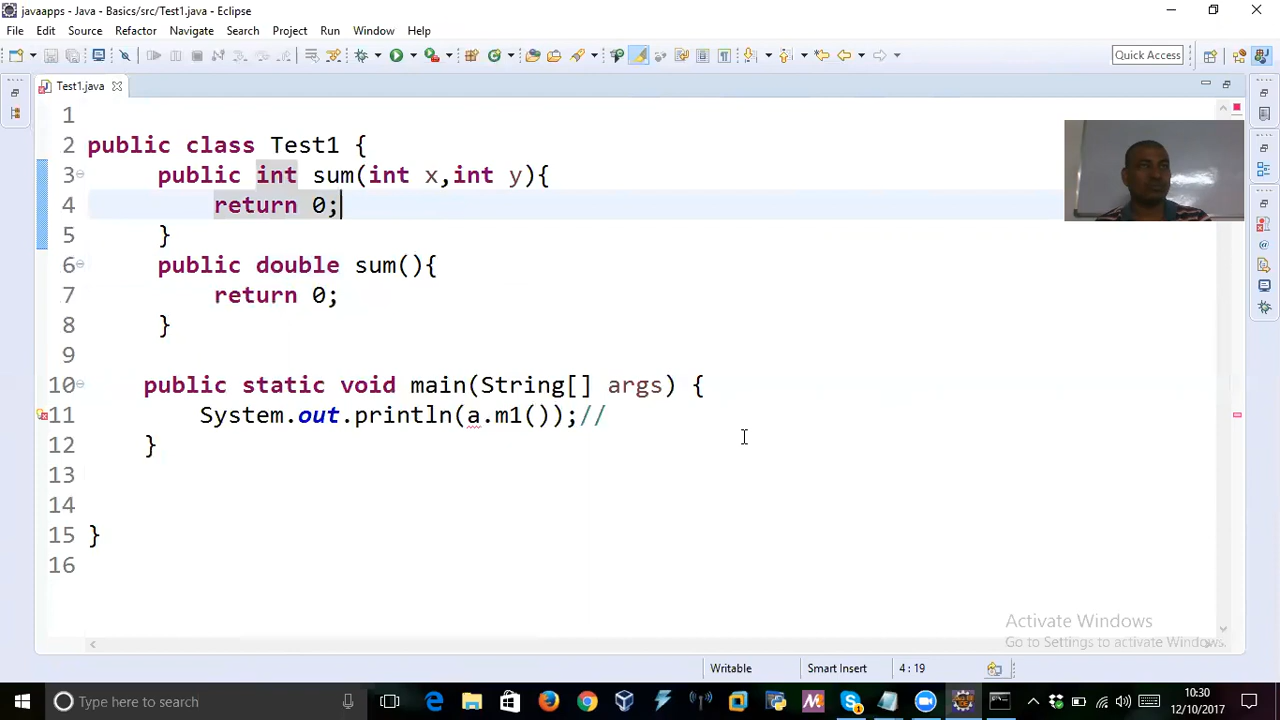 javaapps - Java - Basics/src/Test1.java - Eclipse
File Edit Source Refactor Navigate Search Project Run Window Help
Quick Access
Test1.java
1
2 public class Test1 {
3 public int sum(int x,int y){
4 return 0;
5 }
6 public double sum(){
7 return 0;
8 }
9
10 public static void main(String[] args) {
11 System.out.println(a.m1());//
12 }
13
14
15 }
16
Activate Windows
Go to Settings to activate Windows.
Writable Smart Insert 4 : 19
Type here to search
10:30
12/10/2017